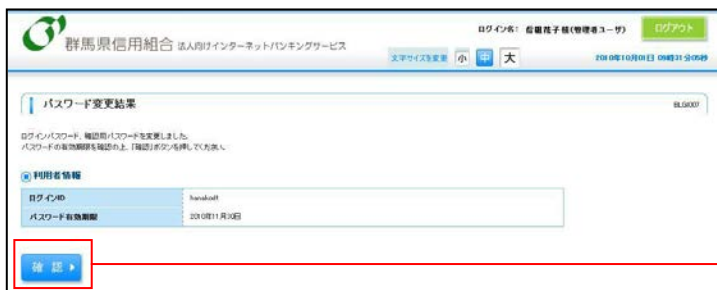 群馬県信用組合 法人向けインターネットバンキングサービス
ログイン名： 信組花子様(管理者ユーザ)
ログアウト
文字サイズを変更 小 中 大
2010年10月01日 09時31分05秒
パスワード変更結果
BLGI007
ログインパスワード、確認用パスワードを変更しました。
パスワードの有効期限を確認の上、「確認」ボタンを押してください。
利用者情報
ログインID
パスワード有効期限 2010年11月30日
確認